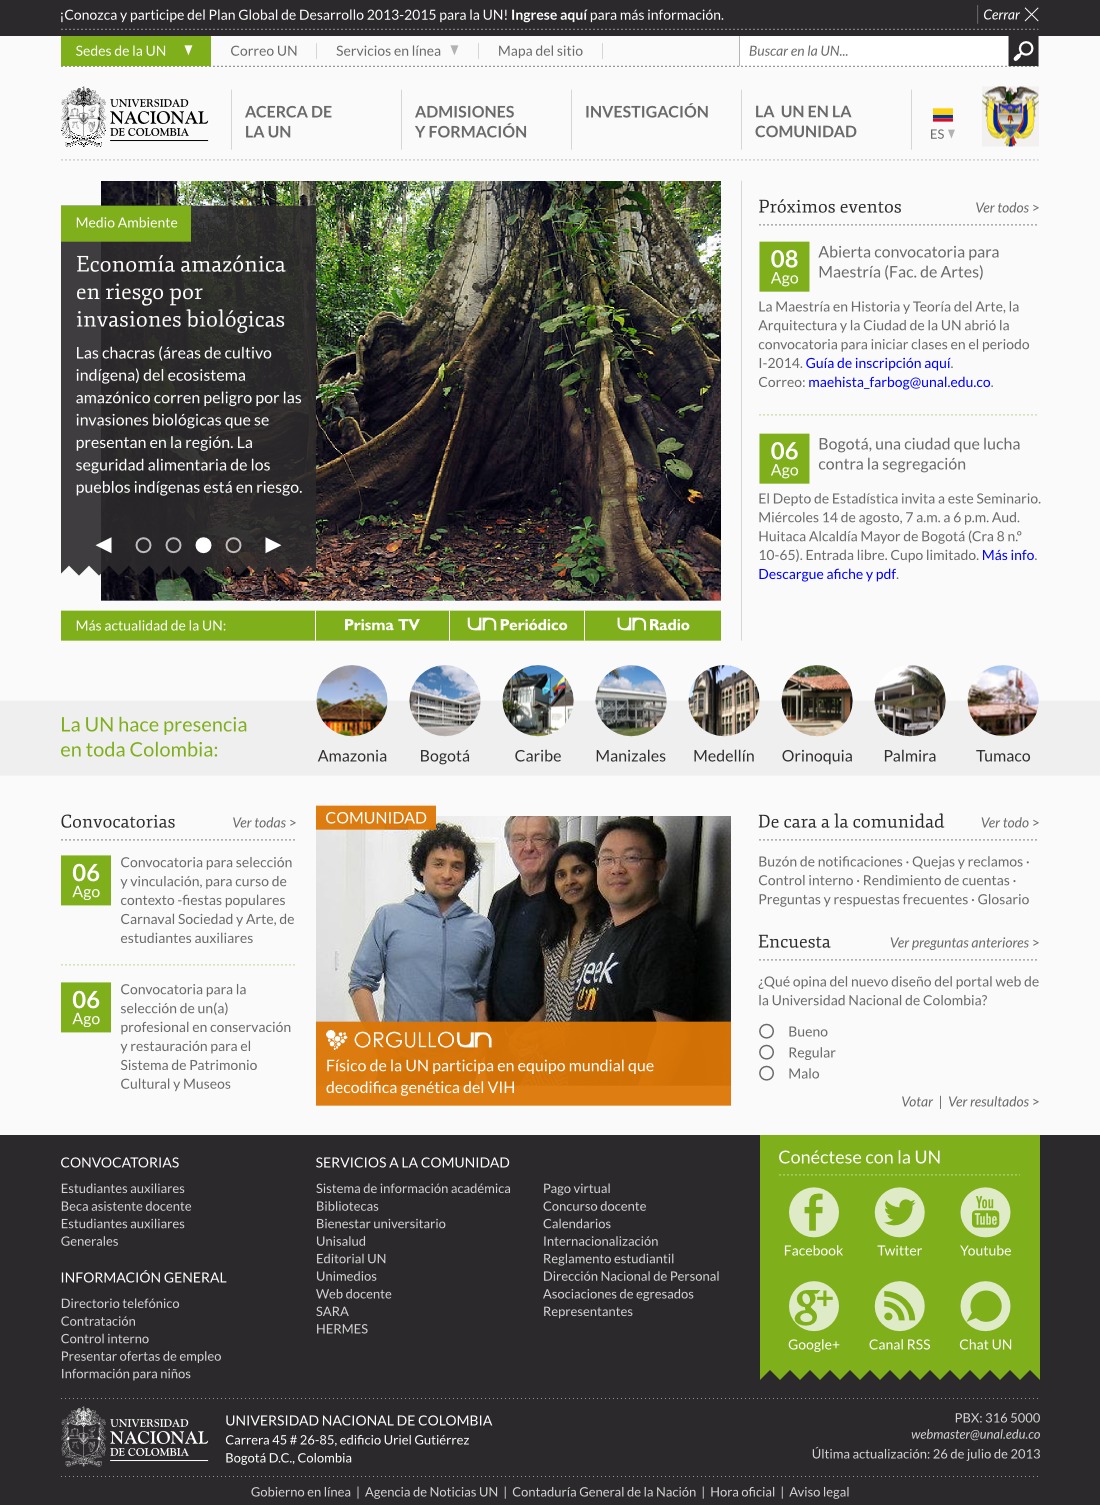 ¡Conozca y participe del Plan Global de Desarrollo 2013-2015 para la UN! Ingrese aquí para más información.
Cerrar
Sedes de la UN
Correo UN
Servicios en línea
Mapa del sitio
Buscar en la UN...
UNIVERSIDAD
NACIONAL
DE COLOMBIA
ACERCA DE
LA UN
ADMISIONES
Y FORMACIÓN
INVESTIGACIÓN
LA UN EN LA
COMUNIDAD
ES
Medio Ambiente
Economía amazónica
en riesgo por
invasiones biológicas
Las chacras (áreas de cultivo
indígena) del ecosistema
amazónico corren peligro por las
invasiones biológicas que se
presentan en la región. La
seguridad alimentaria de los
pueblos indígenas está en riesgo.
Más actualidad de la UN:
Prisma TV
UN Periódico
UN Radio
Próximos eventos
Ver todos >
08
Ago
Abierta convocatoria para
Maestría (Fac. de Artes)
La Maestría en Historia y Teoría del Arte, la
Arquitectura y la Ciudad de la UN abrió la
convocatoria para iniciar clases en el periodo
I-2014. Guía de inscripción aquí.
Correo: maehista_farbog@unal.edu.co.
06
Ago
Bogotá, una ciudad que lucha
contra la segregación
El Depto de Estadística invita a este Seminario.
Miércoles 14 de agosto, 7 a.m. a 6 p.m. Aud.
Huitaca Alcaldía Mayor de Bogotá (Cra 8 n.º
10-65). Entrada libre. Cupo limitado. Más info.
Descargue afiche y pdf.
La UN hace presencia
en toda Colombia:
Amazonia
Bogotá
Caribe
Manizales
Medellín
Orinoquia
Palmira
Tumaco
Convocatorias
Ver todas >
06
Ago
Convocatoria para selección
y vinculación, para curso de
contexto -fiestas populares
Carnaval Sociedad y Arte, de
estudiantes auxiliares
06
Ago
Convocatoria para la
selección de un(a)
profesional en conservación
y restauración para el
Sistema de Patrimonio
Cultural y Museos
COMUNIDAD
geek
un
ORGULLO UN
Físico de la UN participa en equipo mundial que
decodifica genética del VIH
De cara a la comunidad
Ver todo >
Buzón de notificaciones · Quejas y reclamos ·
Control interno · Rendimiento de cuentas ·
Preguntas y respuestas frecuentes · Glosario
Encuesta
Ver preguntas anteriores >
¿Qué opina del nuevo diseño del portal web de
la Universidad Nacional de Colombia?
Bueno
Regular
Malo
Votar | Ver resultados >
CONVOCATORIAS
Estudiantes auxiliares
Beca asistente docente
Estudiantes auxiliares
Generales
INFORMACIÓN GENERAL
Directorio telefónico
Contratación
Control interno
Presentar ofertas de empleo
Información para niños
SERVICIOS A LA COMUNIDAD
Sistema de información académica
Bibliotecas
Bienestar universitario
Unisalud
Editorial UN
Unimedios
Web docente
SARA
HERMES
Pago virtual
Concurso docente
Calendarios
Internacionalización
Reglamento estudiantil
Dirección Nacional de Personal
Asociaciones de egresados
Representantes
Conéctese con la UN
f
You
Tube
Facebook
Twitter
Youtube
g+
Google+
Canal RSS
Chat UN
UNIVERSIDAD
NACIONAL
DE COLOMBIA
UNIVERSIDAD NACIONAL DE COLOMBIA
Carrera 45 # 26-85, edificio Uriel Gutiérrez
Bogotá D.C., Colombia
PBX: 316 5000
webmaster@unal.edu.co
Última actualización: 26 de julio de 2013
Gobierno en línea | Agencia de Noticias UN | Contaduría General de la Nación | Hora oficial | Aviso legal